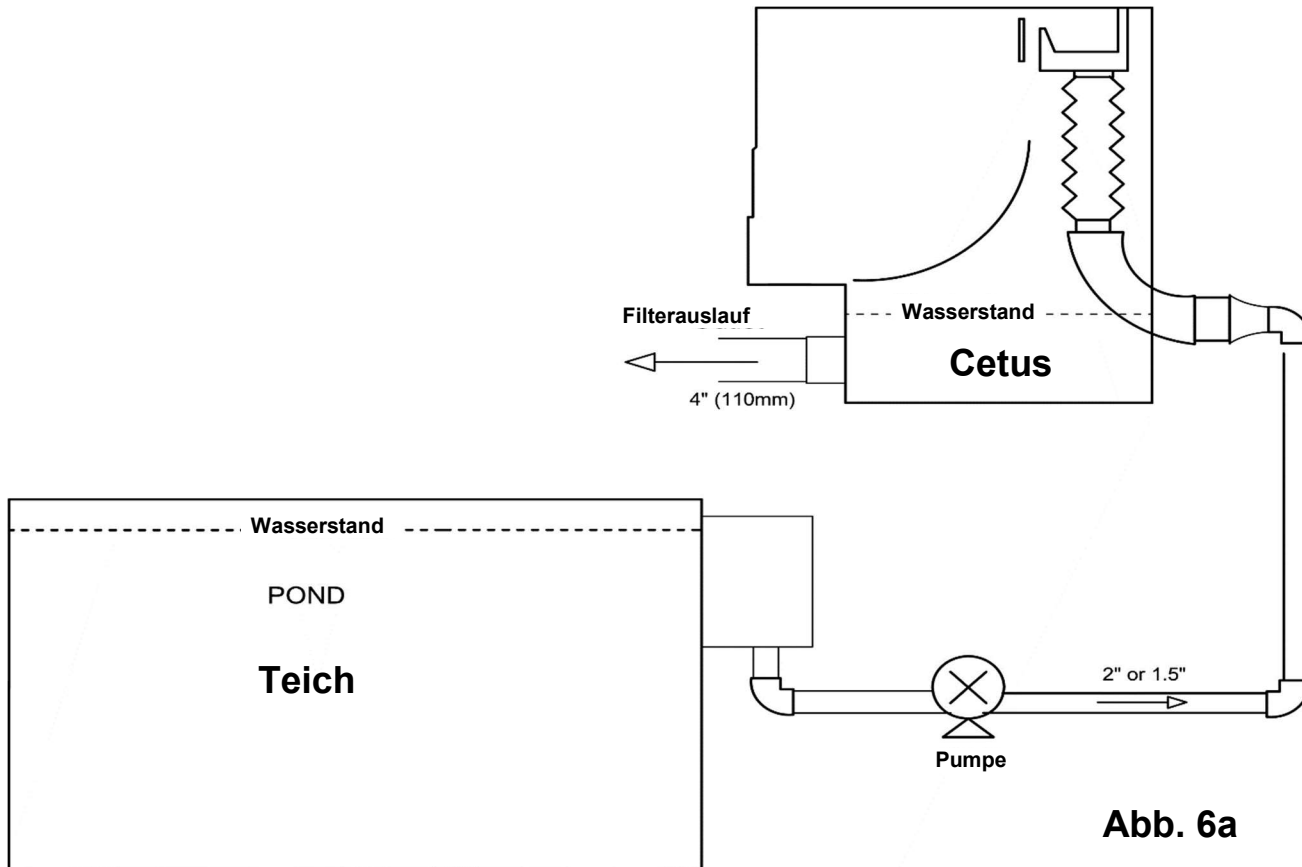 Filterauslauf
Wasserstand
Cetus
4" (110mm)
Wasserstand
POND
Teich
2" or 1.5"
Pumpe
Abb. 6a